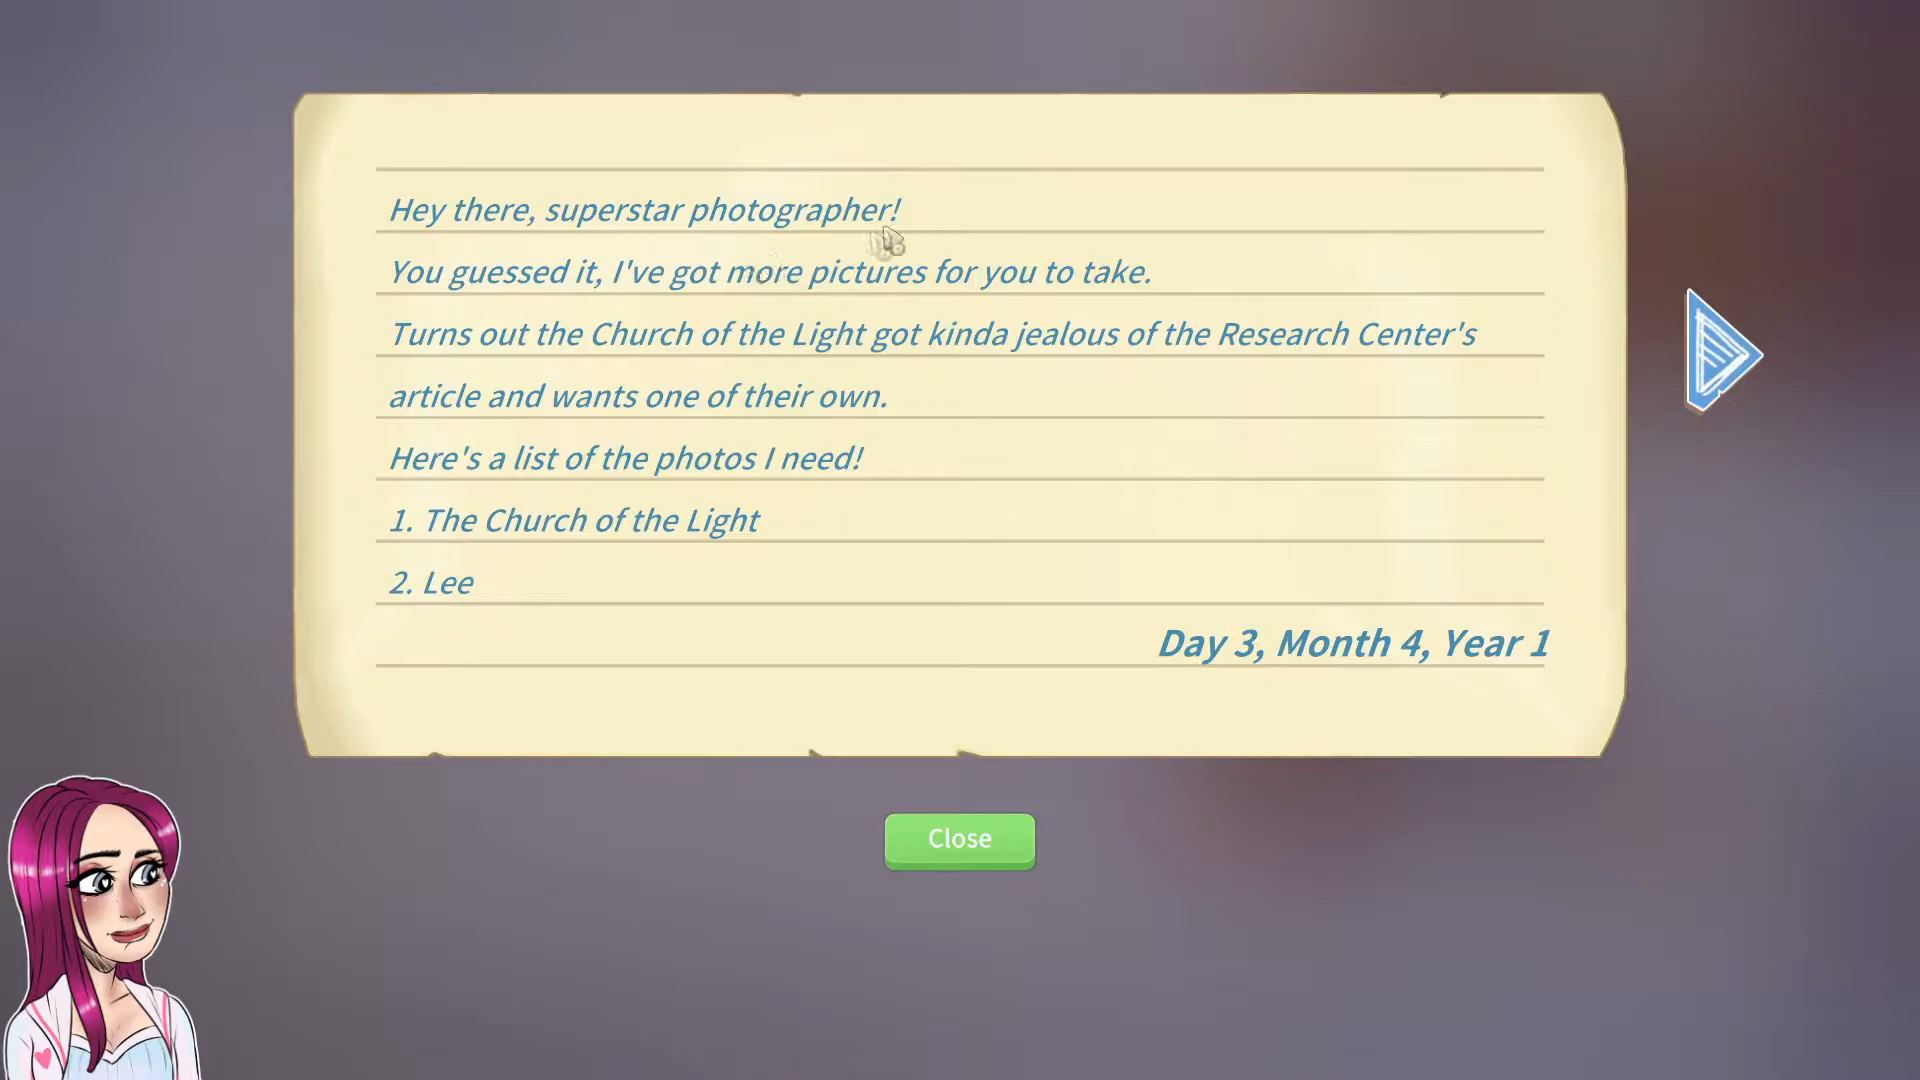 Hey there, superstar photographer!
You guessed it, I've got more pictures for you to take.
Turns out the Church of the Light got kinda jealous of the Research Center's
article and wants one of their own.
Here's a list of the photos I need!
1. The Church of the Light
2. Lee
Day 3, Month 4, Year 1
Close